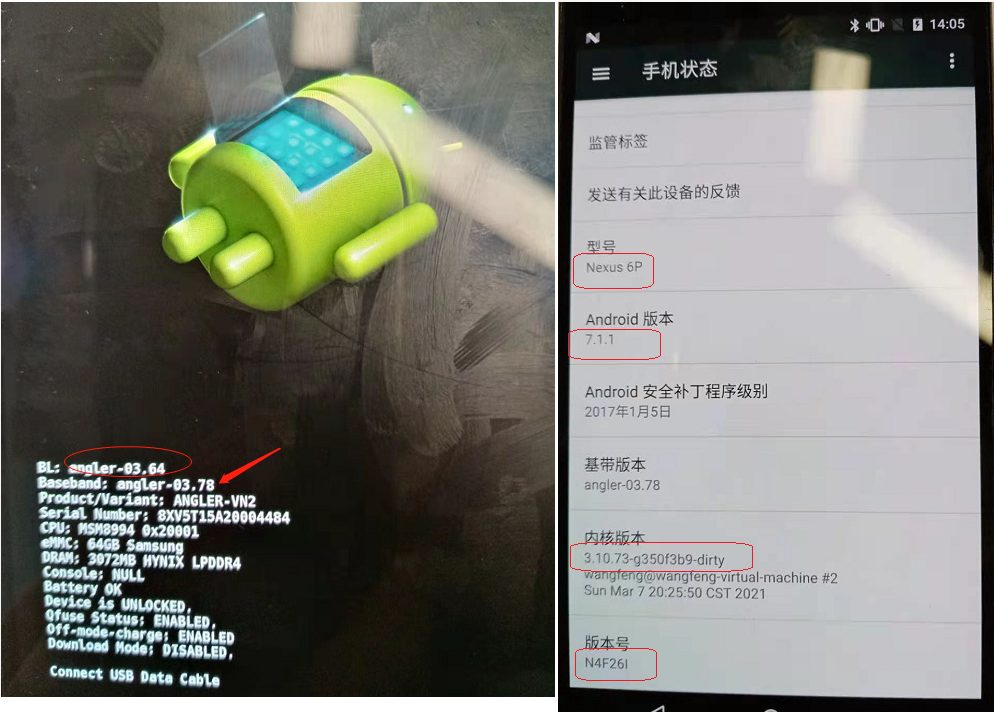 BL: angler-03.64
Baseband: angler-03.78
Product/Variant: ANGLER-VN2
Serial Number: 8XV5T15A20004484
CPU: MSM8994 0x20001
eMMC: 64GB Samsung
DRAM: 3072MB HYNIX LPDDR4
Console: NULL
Battery OK
Device is UNLOCKED.
Qfuse Status: ENABLED.
Off-mode-charge: ENABLED
Download Mode: DISABLED.
Connect USB Data Cable
14:05
手机状态
监管标签
发送有关此设备的反馈
型号
Nexus 6P
Android 版本
7.1.1
Android 安全补丁程序级别
2017年1月5日
基带版本
angler-03.78
内核版本
3.10.73-g350f3b9-dirty
wangfeng@wangfeng-virtual-machine #2
Sun Mar 7 20:25:50 CST 2021
版本号
N4F26I